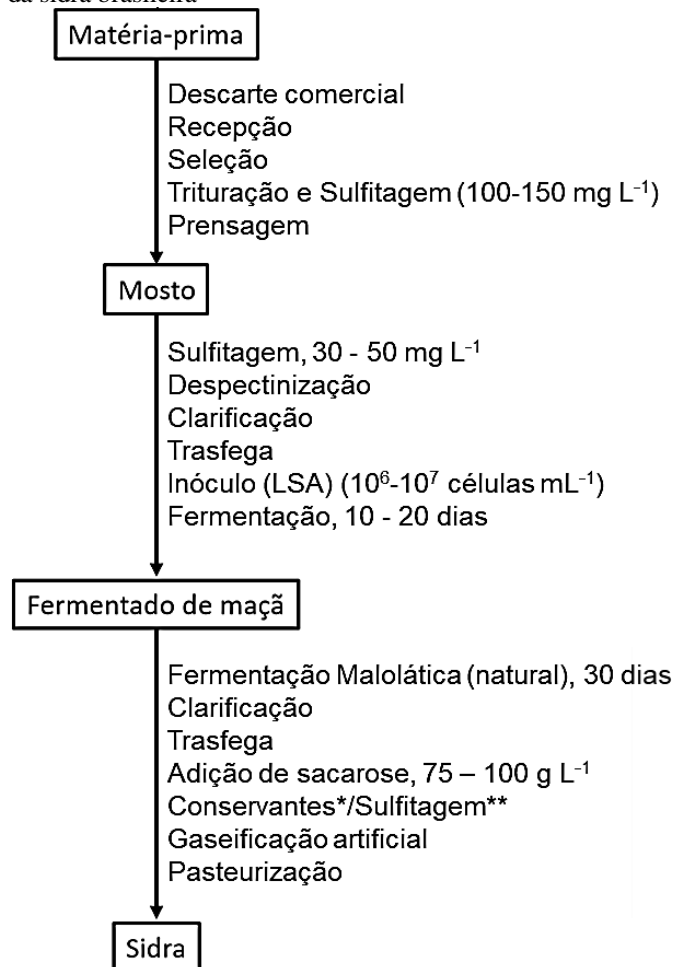 da sidra brasileira
Matéria-prima
Descarte comercial
Recepção
Seleção
Trituração e Sulfitagem (100-150 mg L⁻¹)
Prensagem
Mosto
Sulfitagem, 30 - 50 mg L⁻¹
Despectinização
Clarificação
Trasfega
Inóculo (LSA) (10⁶-10⁷ células mL⁻¹)
Fermentação, 10 - 20 dias
Fermentado de maçã
Fermentação Malolática (natural), 30 dias
Clarificação
Trasfega
Adição de sacarose, 75 – 100 g L⁻¹
Conservantes*/Sulfitagem**
Gaseificação artificial
Pasteurização
Sidra